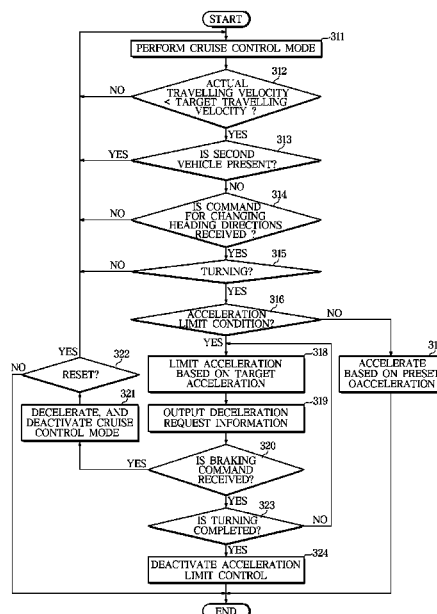 START
PERFORM CRUISE CONTROL MODE
311
312
ACTUAL
TRAVELLING VELOCITY
< TARGET TRAVELLING
VELOCITY ?
NO
YES
313
IS SECOND
VEHICLE PRESENT?
YES
NO
314
IS COMMAND
FOR CHANGING
HEADING DIRECTIONS
RECEIVED ?
NO
315
TURNING?
NO
YES
316
ACCELERATION
LIMIT CONDITION?
NO
YES
YES
322
NO
RESET?
318
LIMIT ACCELERATION
BASED ON TARGET
ACCELERATION
31
ACCELERATE
BASED ON PRESET
OACCELERATION
321
DECELERATE, AND
DEACTIVATE CRUISE
CONTROL MODE
319
OUTPUT DECELERATION
REQUEST INFORMATION
320
YES
IS BRAKING
COMMAND
RECEIVED?
YES
323
IS TURNING
COMPLETED?
NO
YES
324
DEACTIVATE ACCELERATION
LIMIT CONTROL
END